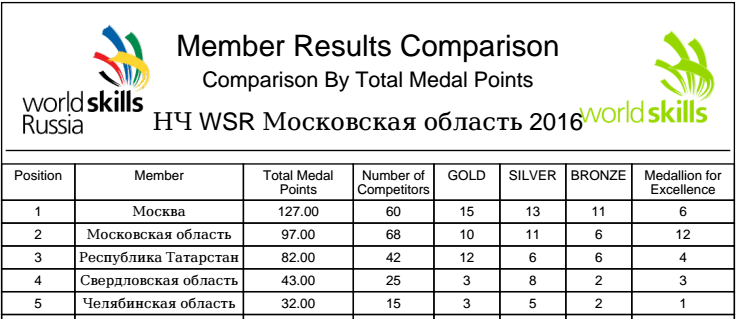 Member Results Comparison
Comparison By Total Medal Points
world skills
Russia
НЧ WSR Московская область 2016
world skills
Position Member Total Medal Points Number of Competitors GOLD SILVER BRONZE Medallion for Excellence
1 Москва 127.00 60 15 13 11 6
2 Московская область 97.00 68 10 11 6 12
3 Республика Татарстан 82.00 42 12 6 6 4
4 Свердловская область 43.00 25 3 8 2 3
5 Челябинская область 32.00 15 3 5 2 1